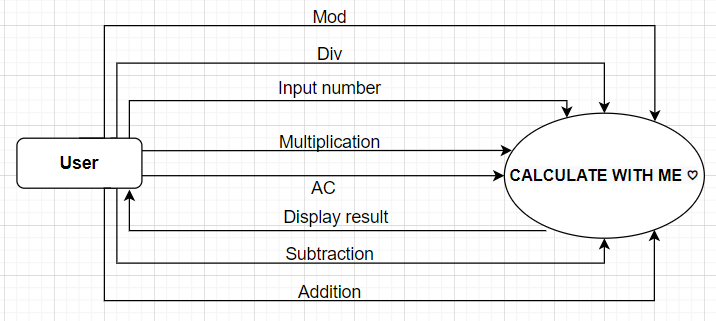 Mod
Div
Input number
Multiplication
User
CALCULATE WITH ME ♡
AC
Display result
Subtraction
Addition